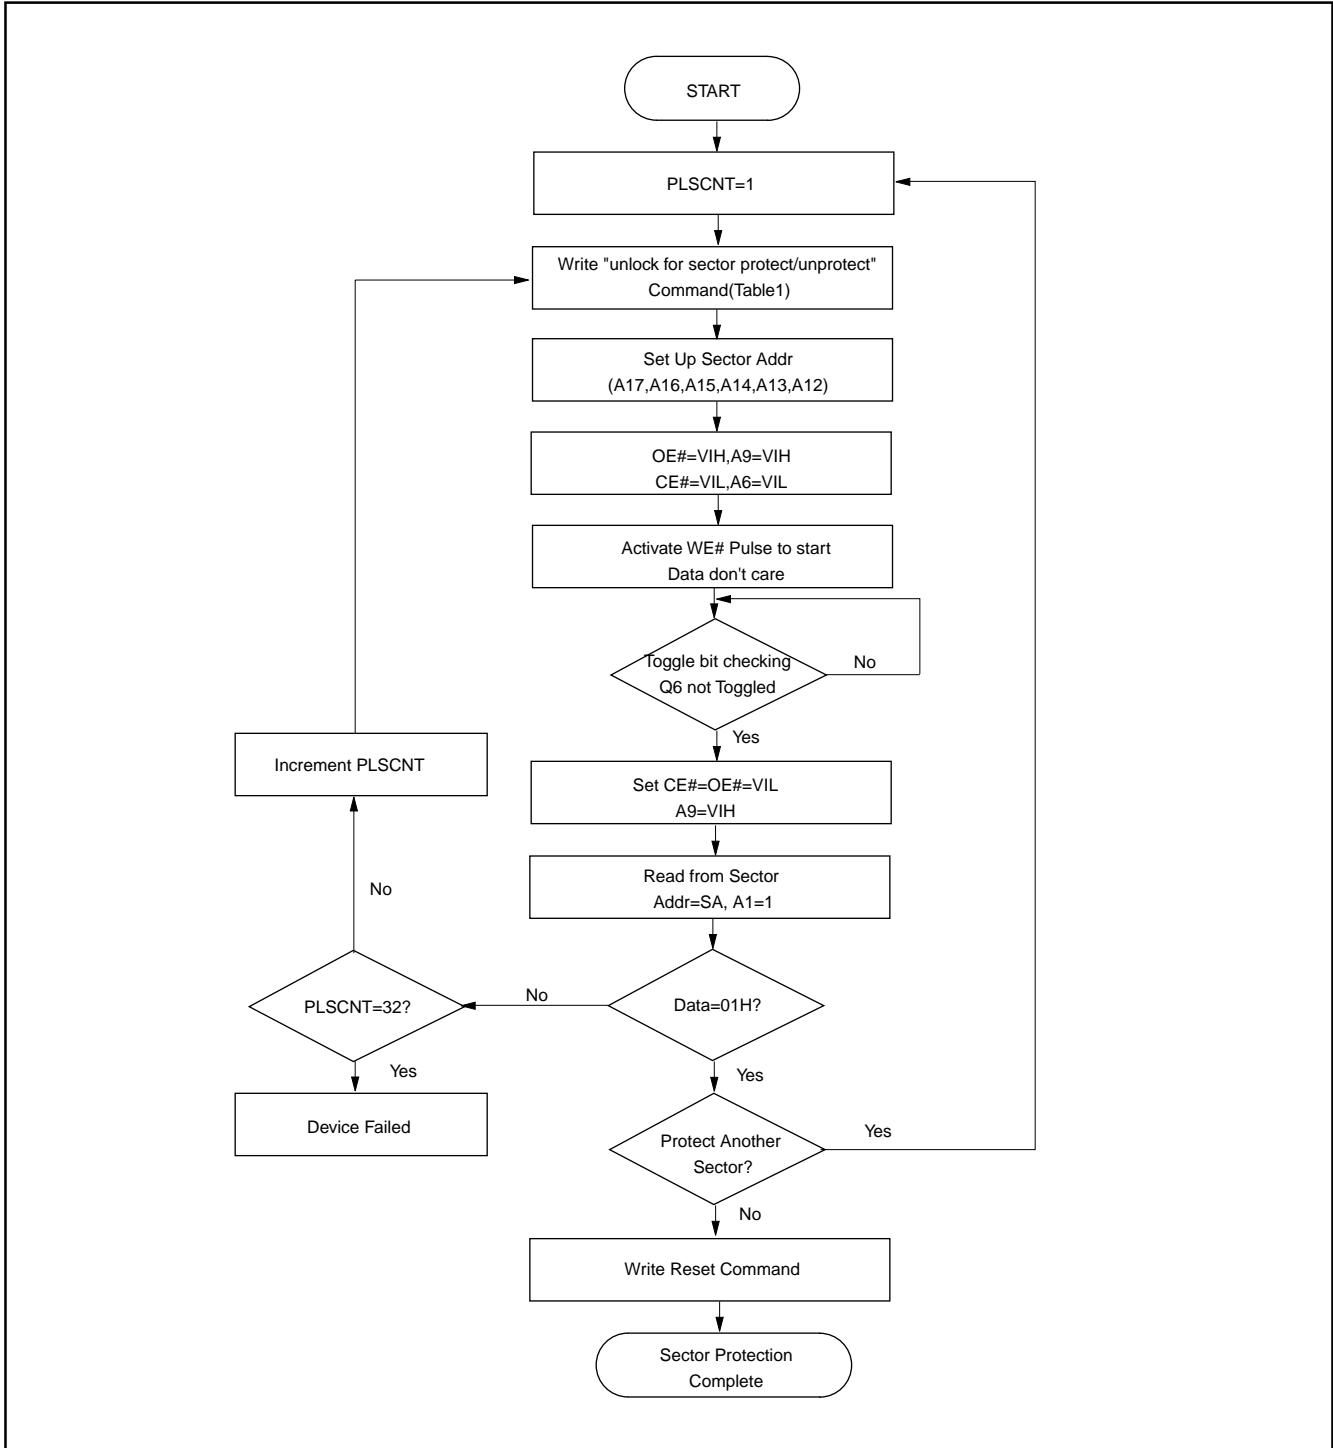 START
PLSCNT=1
Write "unlock for sector protect/unprotect"
Command(Table1)
Set Up Sector Addr
(A17,A16,A15,A14,A13,A12)
OE#=VIH,A9=VIH
CE#=VIL,A6=VIL
Activate WE# Pulse to start
Data don't care
Toggle bit checking
Q6 not Toggled
No
Yes
Increment PLSCNT
Set CE#=OE#=VIL
A9=VIH
Read from Sector
Addr=SA, A1=1
No
PLSCNT=32?
No
Data=01H?
Yes
Yes
Device Failed
Protect Another
Sector?
Yes
No
Write Reset Command
Sector Protection
Complete